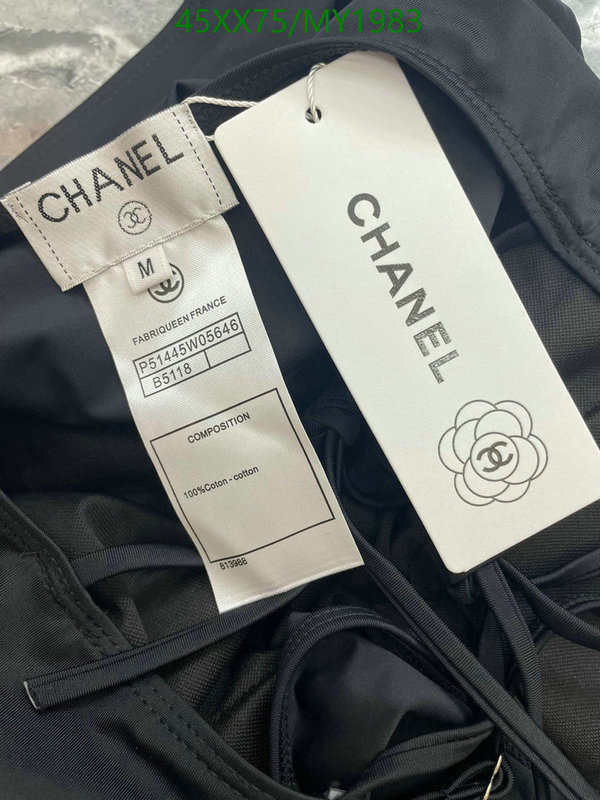 45XX75/MY1983
CHANEL
M
FABRIQUEEN FRANCE
P51445W05646
B5118
COMPOSITION
100%Coton - cotton
813988
CHANEL